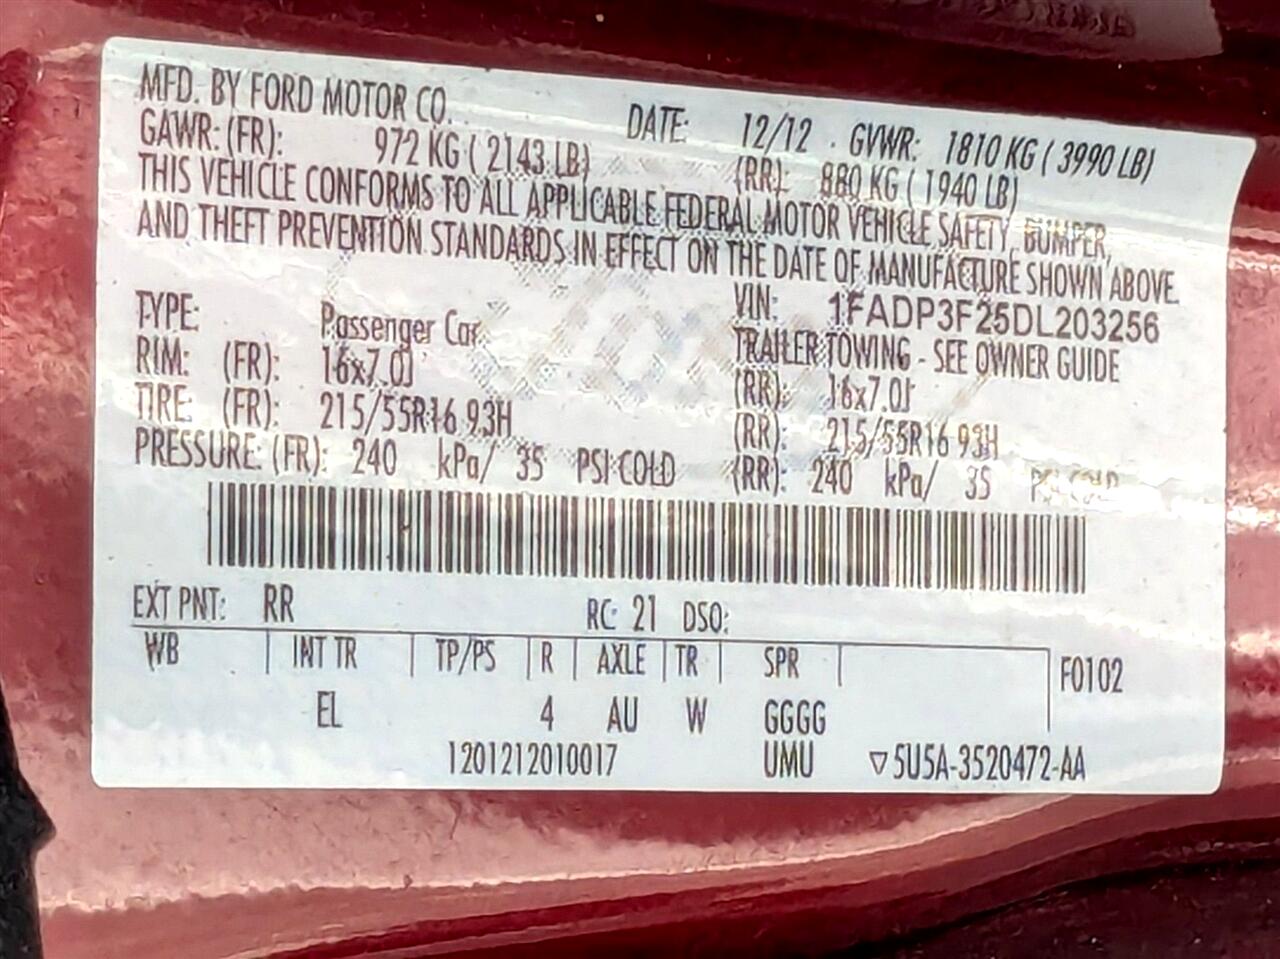 MFD. BY FORD MOTOR CO. DATE: 12/12 GVWR: 1810 KG ( 3990 LB)
GAWR: (FR): 972 KG ( 2143 LB) (RR): 880 KG ( 1940 LB)
THIS VEHICLE CONFORMS TO ALL APPLICABLE FEDERAL MOTOR VEHICLE SAFETY, BUMPER,
AND THEFT PREVENTION STANDARDS IN EFFECT ON THE DATE OF MANUFACTURE SHOWN ABOVE.
VIN: 1FADP3F25DL203256
TYPE: Passenger Car TRAILER TOWING - SEE OWNER GUIDE
RIM: (FR): 16x7.0J (RR): 16x7.0J
TIRE: (FR): 215/55R16 93H (RR): 215/55R16 93H
PRESSURE: (FR): 240 kPa/ 35 PSI COLD (RR): 240 kPa/ 35 PSI COLD
EXT PNT: RR RC: 21 DSO:
WB INT TR TP/PS R AXLE TR SPR F0102
EL 4 AU W GGGG
1201212010017 UMU ▽5U5A-3520472-AA